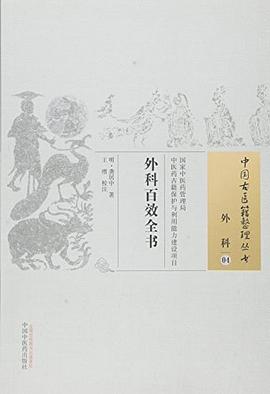 中国古医籍整理丛书
外科
04
国家中医药管理局
中医药古籍保护与利用能力建设项目
外科百效全书
明·龚居中 著
王缙 校注
中国中医药出版社